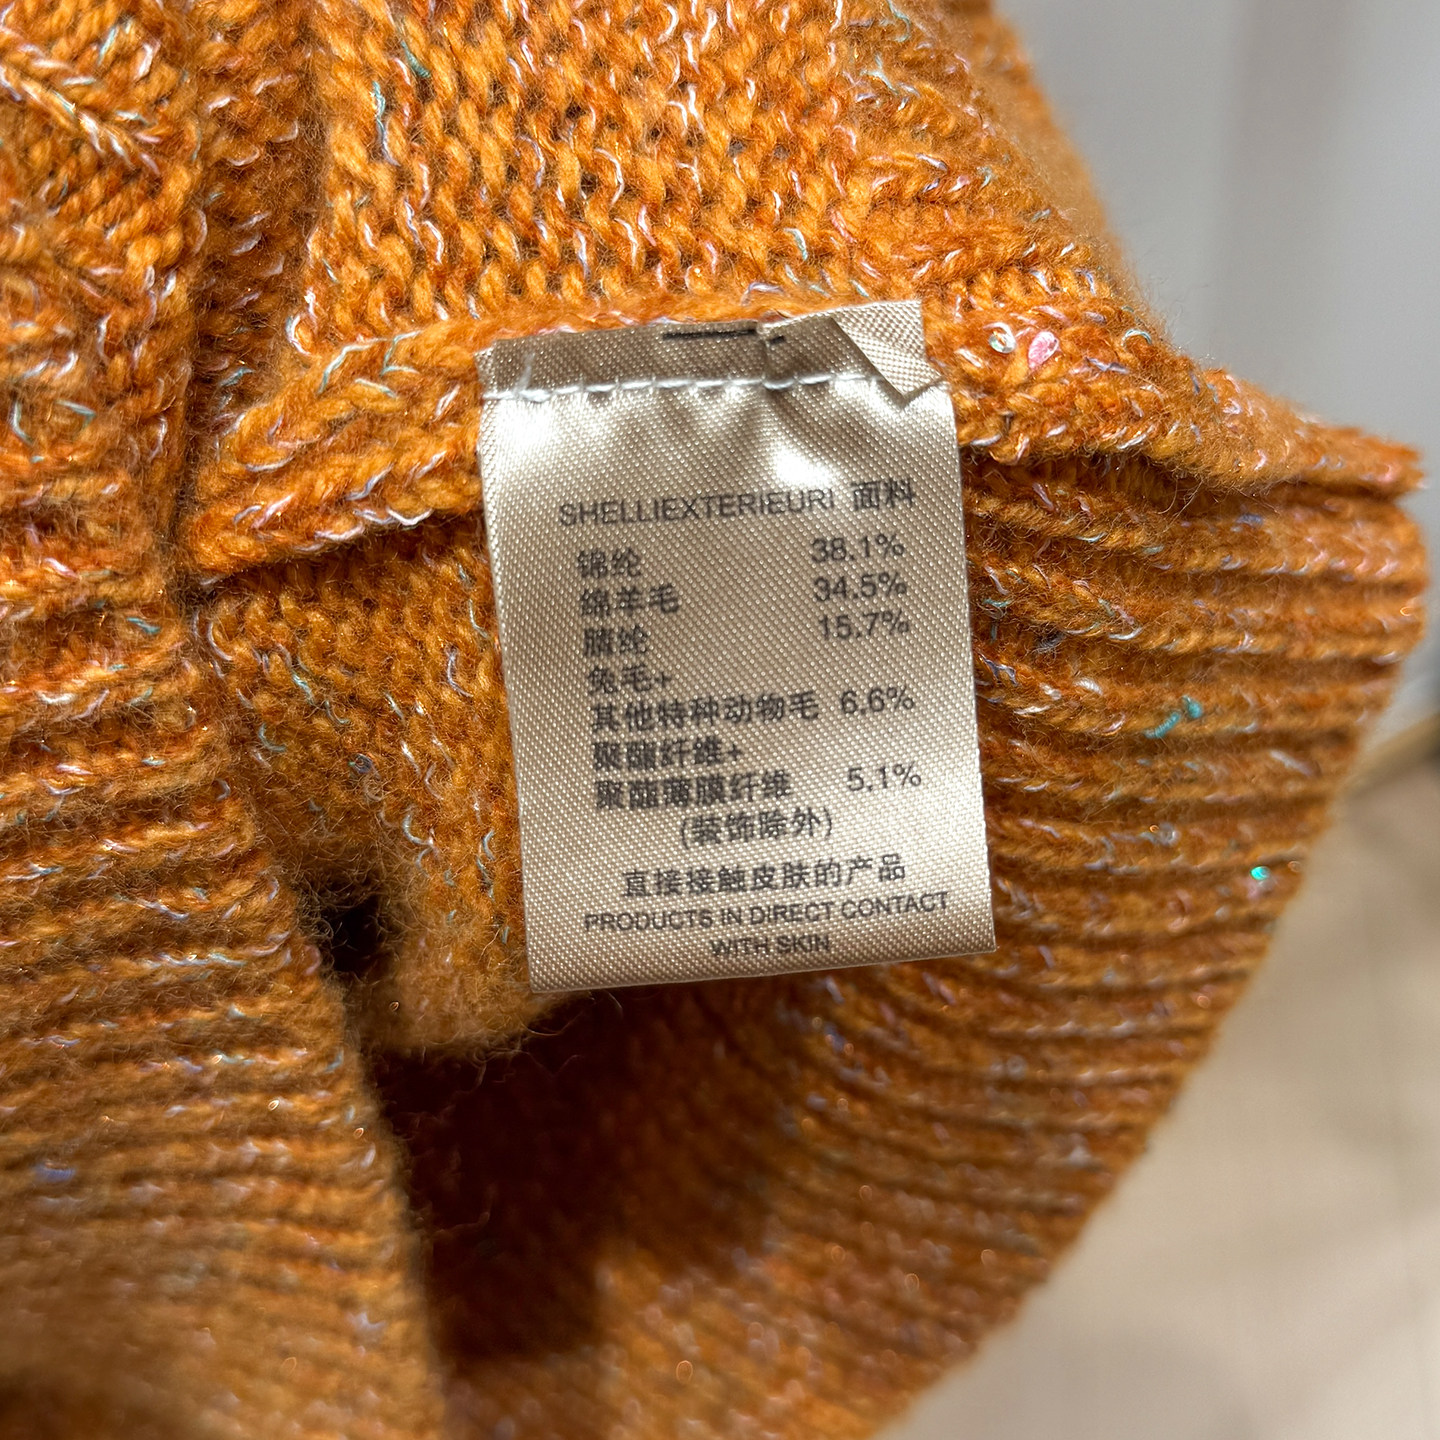 SHELLIEXTERIEURI 面料
锦纶 38.1%
绵羊毛 34.5%
腈纶 15.7%
兔毛+
其他特种动物毛 6.6%
聚酯纤维+
聚酯薄膜纤维 5.1%
(装饰除外)
直接接触皮肤的产品
PRODUCTS IN DIRECT CONTACT
WITH SKIN